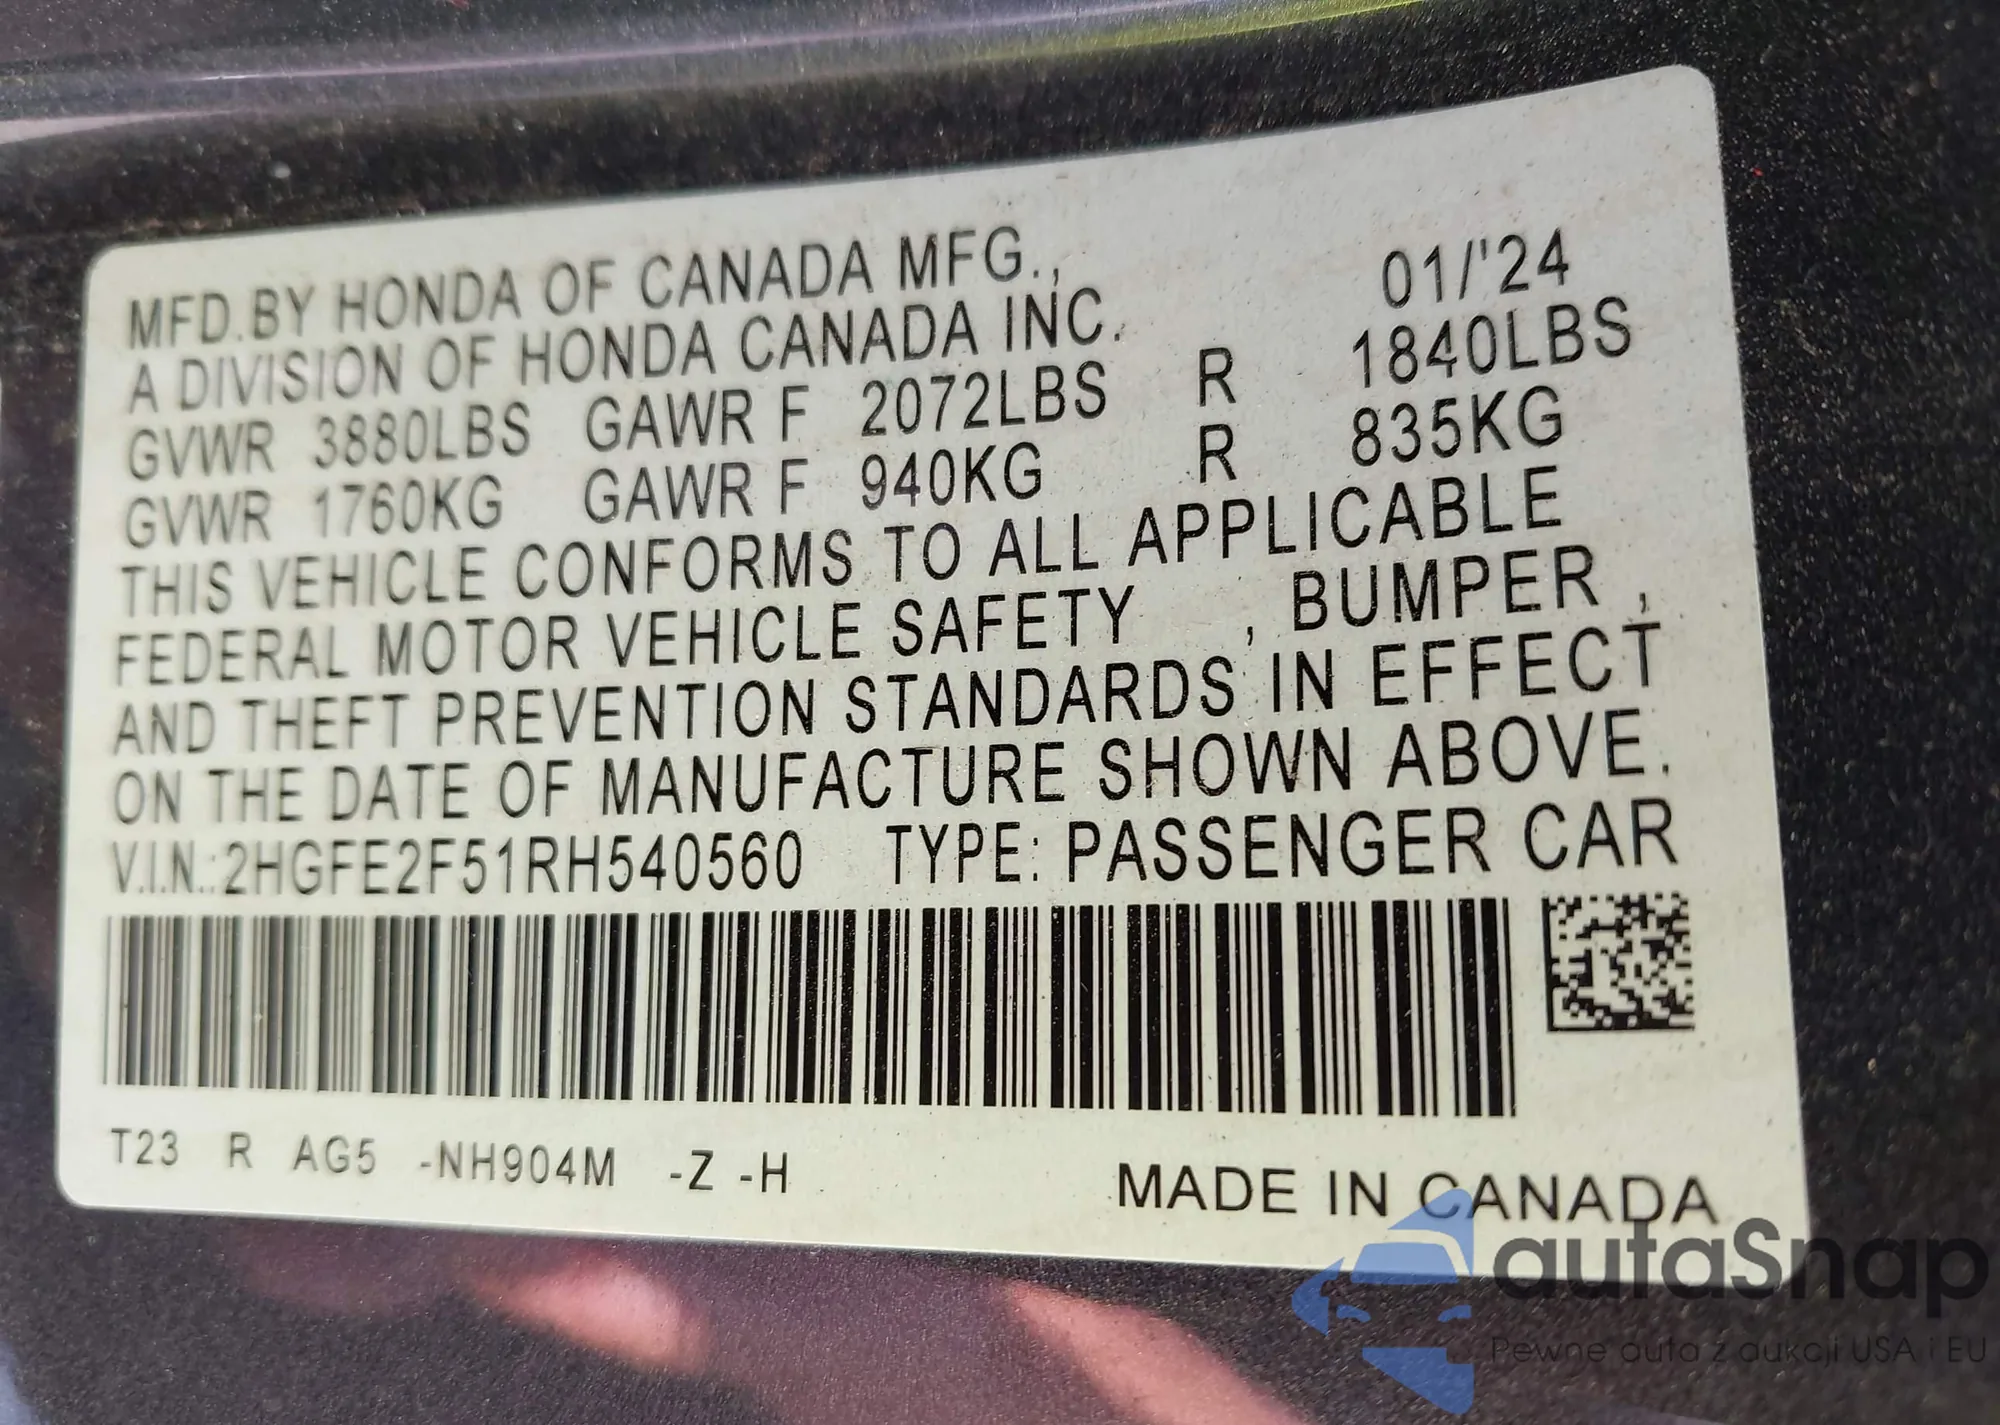 MFD.BY HONDA OF CANADA MFG., 01/'24
A DIVISION OF HONDA CANADA INC.
GVWR 3880LBS GAWR F 2072LBS R 1840LBS
GVWR 1760KG GAWR F 940KG R 835KG
THIS VEHICLE CONFORMS TO ALL APPLICABLE
FEDERAL MOTOR VEHICLE SAFETY , BUMPER ,
AND THEFT PREVENTION STANDARDS IN EFFECT
ON THE DATE OF MANUFACTURE SHOWN ABOVE.
V.I.N.:2HGFE2F51RH540560 TYPE: PASSENGER CAR
T23 R AG5 -NH904M -Z -H
MADE IN CANADA
autaSnap
Pewne auta z aukcji USA i EU